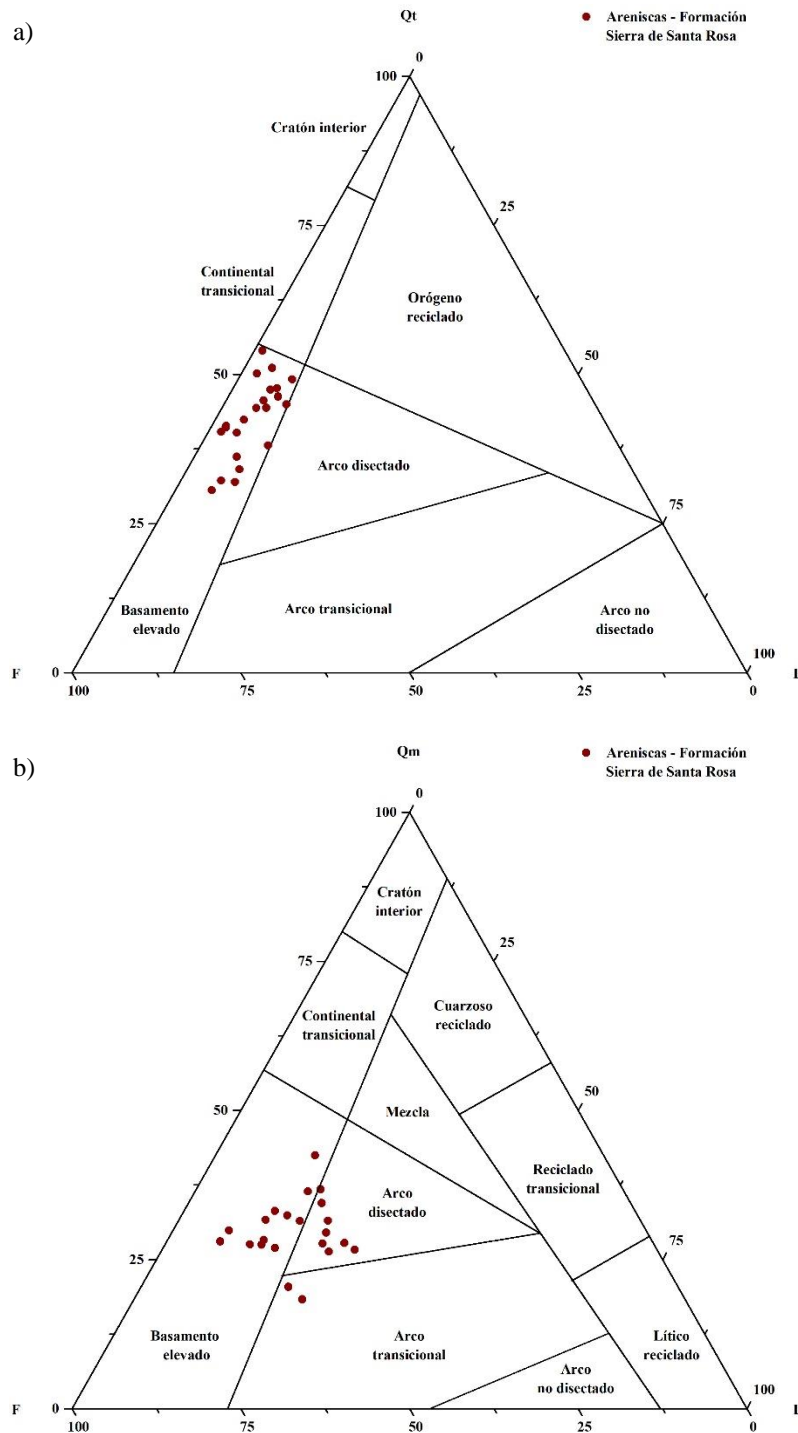 a)
Qt
Areniscas - Formación
Sierra de Santa Rosa
100
0
Cratón interior
75
25
Continental
transicional
Orógeno
reciclado
50
50
Arco disectado
25
75
Basamento
elevado
Arco transicional
Arco no
disectado
F
0
100
L
100
75
50
25
0
b)
Qm
Areniscas - Formación
Sierra de Santa Rosa
100
0
Cratón
interior
75
25
Continental
transicional
Cuarzoso
reciclado
50
50
Mezcla
Reciclado
transicional
Arco
disectado
25
75
Basamento
elevado
Arco
transicional
Lítico
reciclado
Arco
no disectado
F
0
100
100
75
50
25
0